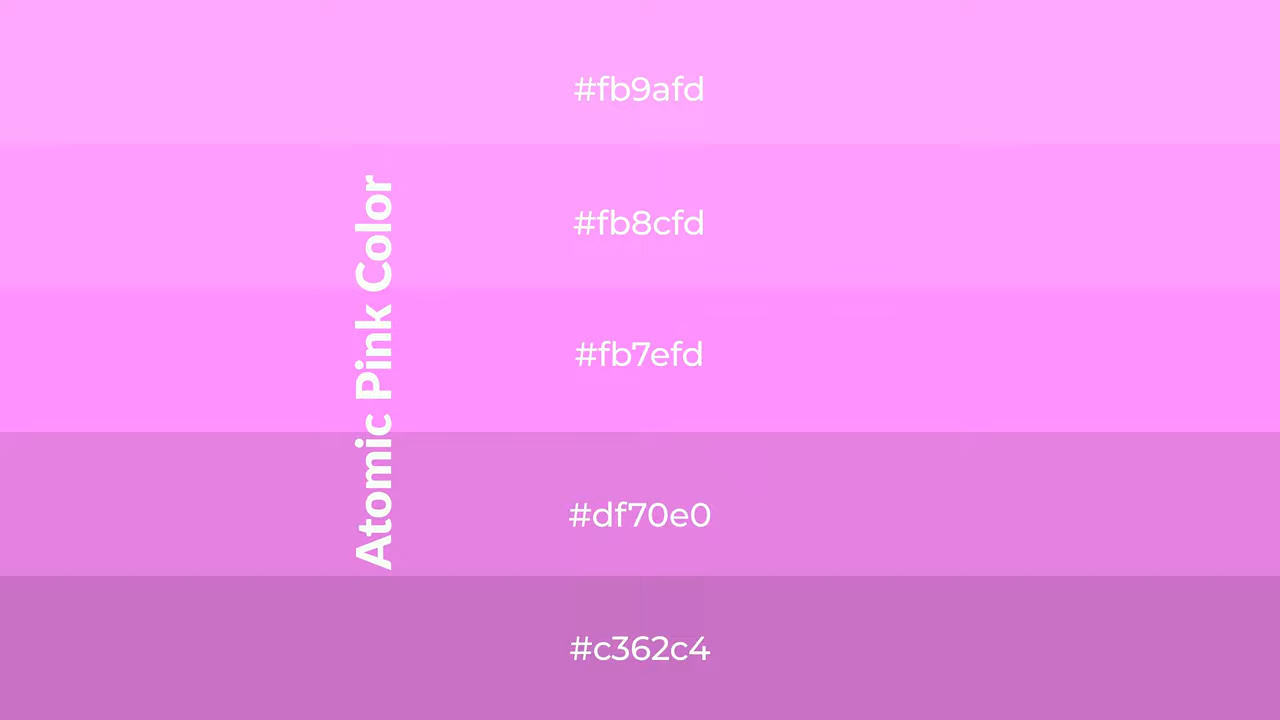 Atomic Pink Color
#fb9afd
#fb8cfd
#fb7efd
#df70e0
#c362c4